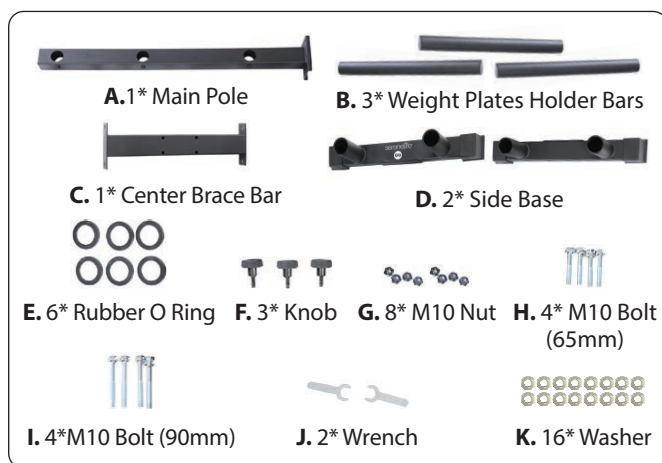 A.1* Main Pole
B. 3* Weight Plates Holder Bars
C. 1* Center Brace Bar
serenelife
D. 2* Side Base
E. 6* Rubber O Ring
F. 3* Knob
G. 8* M10 Nut
H. 4* M10 Bolt
(65mm)
I. 4*M10 Bolt (90mm)
J. 2* Wrench
K. 16* Washer